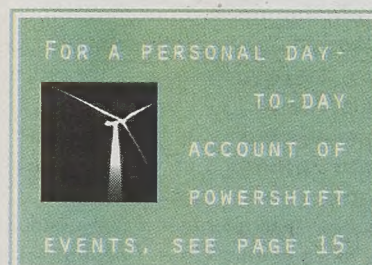 FOR A PERSONAL DAY-
TO-DAY
ACCOUNT OF
POWERSHIFT
EVENTS, SEE PAGE 15